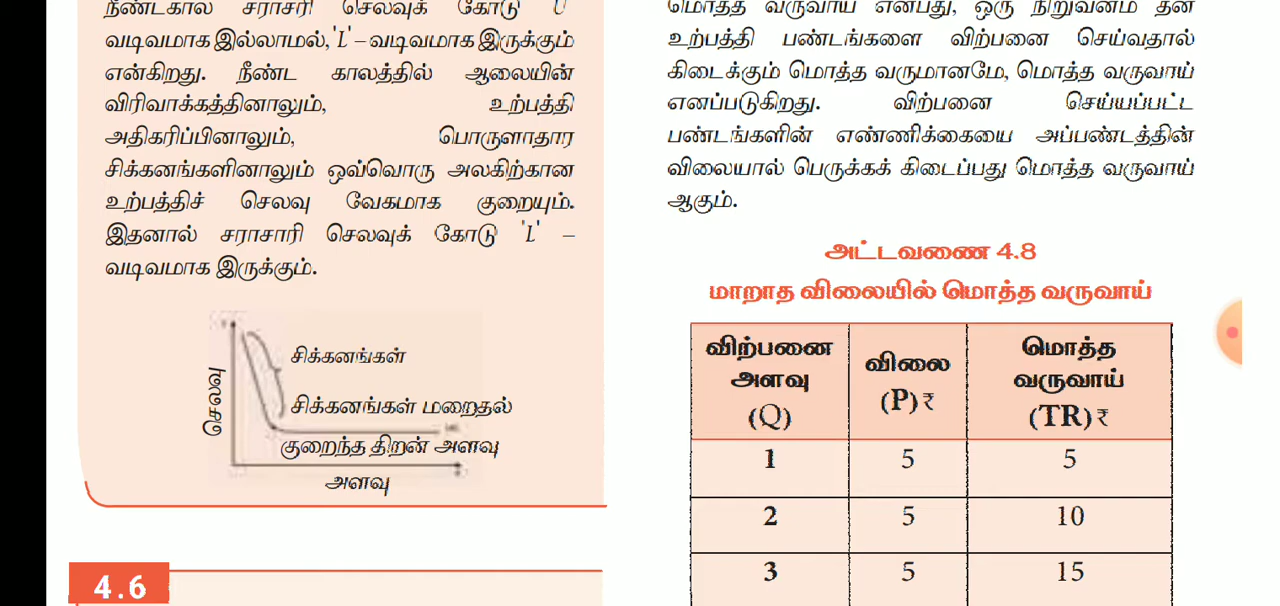 நீண்டகால சராசரி செலவுக் கோடு 'U'
வடிவமாக இல்லாமல்,'L' – வடிவமாக இருக்கும்
என்கிறது. நீண்ட காலத்தில் ஆலையின்
விரிவாக்கத்தினாலும், உற்பத்தி
அதிகரிப்பினாலும், பொருளாதார
சிக்கனங்களினாலும் ஒவ்வொரு அலகிற்கான
உற்பத்திச் செலவு வேகமாக குறையும்.
இதனால் சராசாரி செலவுக் கோடு 'L' –
வடிவமாக இருக்கும்.
செலவு
சிக்கனங்கள்
சிக்கனங்கள் மறைதல்
குறைந்த திறன் அளவு
அளவு
4.6
மொத்த வருவாய் என்பது, ஒரு நிறுவனம் தன்
உற்பத்தி பண்டங்களை விற்பனை செய்வதால்
கிடைக்கும் மொத்த வருமானமே, மொத்த வருவாய்
எனப்படுகிறது. விற்பனை செய்யப்பட்ட
பண்டங்களின் எண்ணிக்கையை அப்பண்டத்தின்
விலையால் பெருக்கக் கிடைப்பது மொத்த வருவாய்
ஆகும்.
அட்டவணை 4.8
மாறாத விலையில் மொத்த வருவாய்
விற்பனை அளவு (Q) விலை (P) ₹ மொத்த வருவாய் (TR) ₹
1 5 5
2 5 10
3 5 15